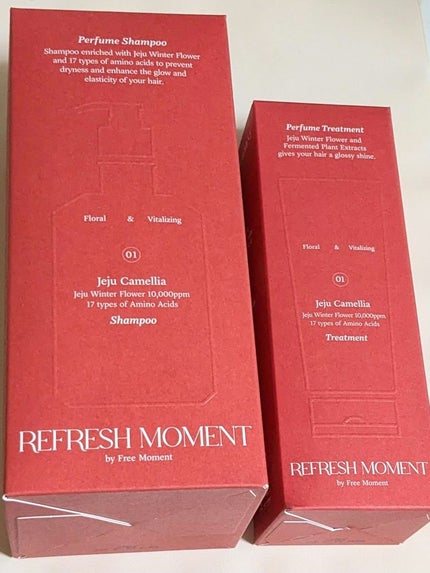 Perfume Shampoo
Shampoo enriched with Jeju Winter Flower
and 17 types of amino acids to prevent
dryness and enhance the glow and
elasticity of your hair.
Floral & Vitalizing
01
Jeju Camellia
Jeju Winter Flower 10,000ppm
17 types of Amino Acids
Shampoo
REFRESH MOMENT
by Free Moment
Perfume Treatment
Jeju Winter Flower and
Fermented Plant Extracts
gives your hair a glossy shine.
Floral & Vitalizing
01
Jeju Camellia
Jeju Winter Flower 10,000ppm
17 types of Amino Acids
Treatment
REFRESH MOMENT
by Free Moment